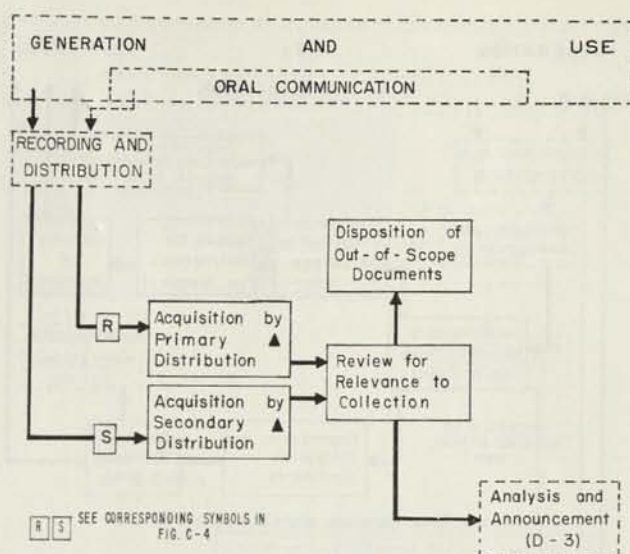 GENERATION AND USE
ORAL COMMUNICATION
RECORDING AND
DISTRIBUTION
Disposition of
Out-of-Scope
Documents
R
Acquisition by
Primary ▲
Distribution
Review for
Relevance to
Collection
S
Acquisition by
Secondary ▲
Distribution
R S SEE CORRESPONDING SYMBOLS IN
FIG. C-4
Analysis and
Announcement
(D-3)